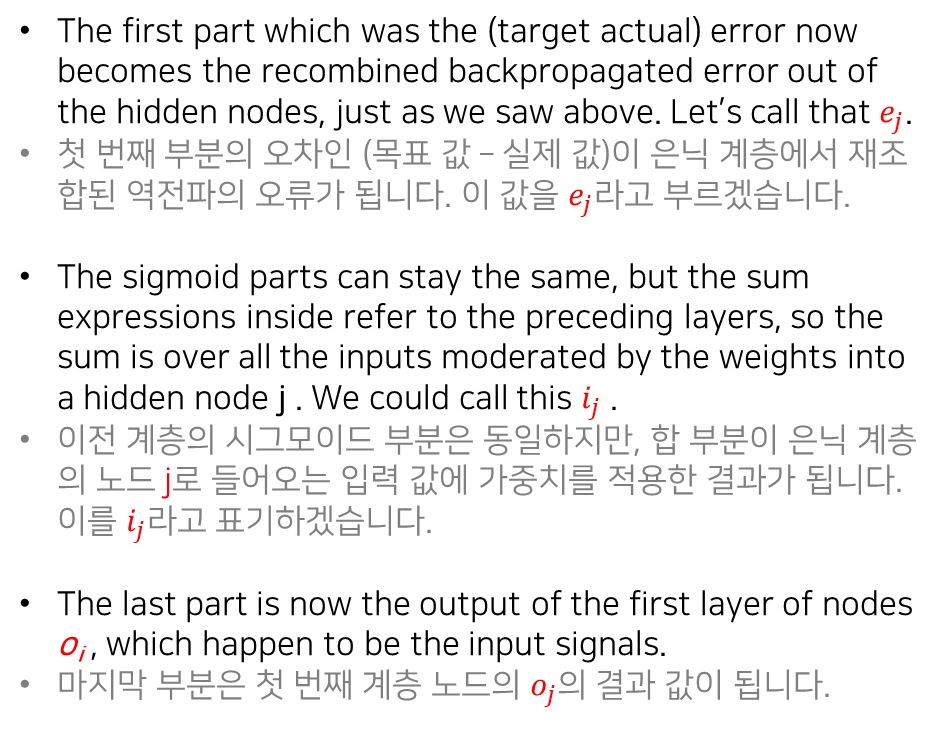 • The first part which was the (target actual) error now
becomes the recombined backpropagated error out of
the hidden nodes, just as we saw above. Let's call that e_j.
• 첫 번째 부분의 오차인 (목표 값 – 실제 값)이 은닉 계층에서 재조
합된 역전파의 오류가 됩니다. 이 값을 e_j라고 부르겠습니다.
• The sigmoid parts can stay the same, but the sum
expressions inside refer to the preceding layers, so the
sum is over all the inputs moderated by the weights into
a hidden node j . We could call this i_j .
• 이전 계층의 시그모이드 부분은 동일하지만, 합 부분이 은닉 계층
의 노드 j로 들어오는 입력 값에 가중치를 적용한 결과가 됩니다.
이를 i_j라고 표기하겠습니다.
• The last part is now the output of the first layer of nodes
o_i, which happen to be the input signals.
• 마지막 부분은 첫 번째 계층 노드의 o_j의 결과 값이 됩니다.